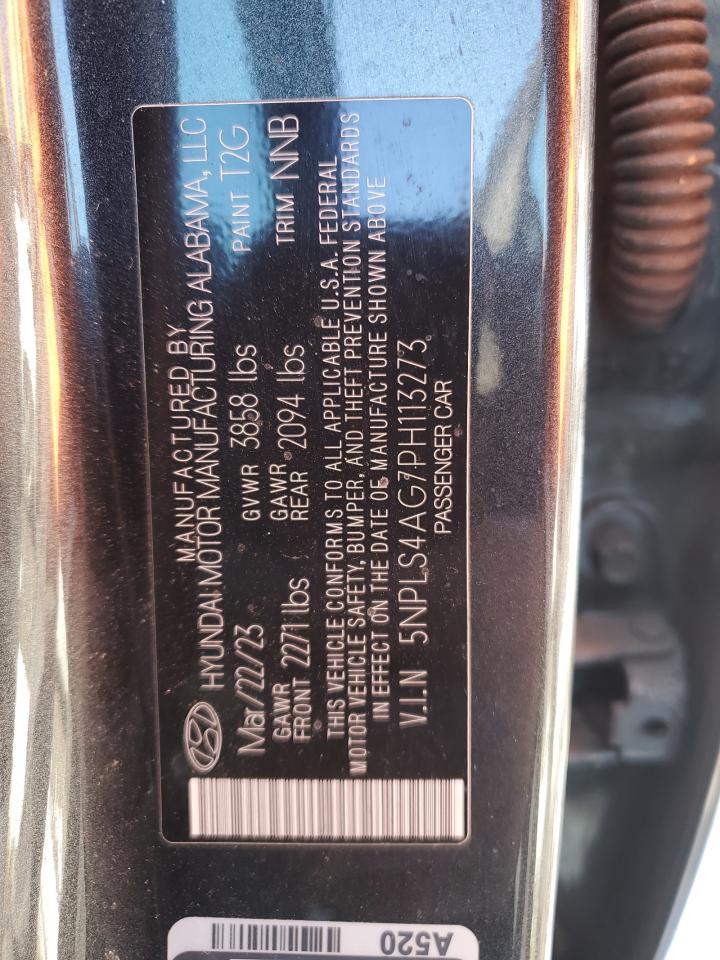 MANUFACTURED BY
HYUNDAI MOTOR MANUFACTURING ALABAMA, LLC
Mar/22/23 GVWR 3858 lbs PAINT T2G
GAWR FRONT 2271 lbs GAWR REAR 2094 lbs TRIM NNB
THIS VEHICLE CONFORMS TO ALL APPLICABLE U.S.A. FEDERAL
MOTOR VEHICLE SAFETY, BUMPER, AND THEFT PREVENTION STANDARDS
IN EFFECT ON THE DATE OF MANUFACTURE SHOWN ABOVE
V.I.N 5NPLS4AG7PH113273
PASSENGER CAR
A520